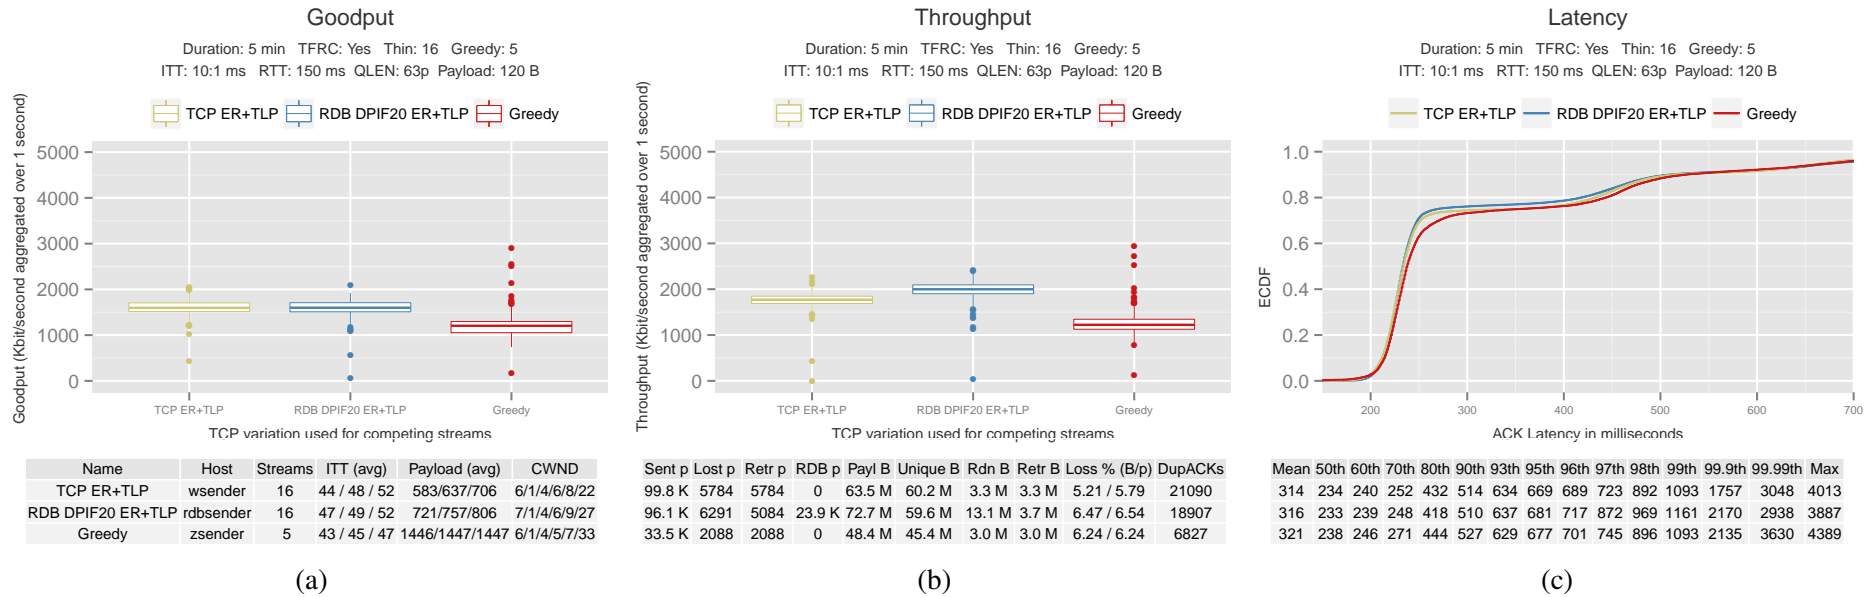 Goodput
Duration: 5 min TFRC: Yes Thin: 16 Greedy: 5
ITT: 10:1 ms RTT: 150 ms QLEN: 63p Payload: 120 B
TCP ER+TLP RDB DPIF20 ER+TLP Greedy
Goodput (Kbit/second aggregated over 1 second)
5000
4000
3000
2000
1000
0
TCP ER+TLP RDB DPIF20 ER+TLP Greedy
TCP variation used for competing streams
Name Host Streams ITT (avg) Payload (avg) CWND
TCP ER+TLP wsender 16 44 / 48 / 52 583/637/706 6/1/4/6/8/22
RDB DPIF20 ER+TLP rdbsender 16 47 / 49 / 52 721/757/806 7/1/4/6/9/27
Greedy zsender 5 43 / 45 / 47 1446/1447/1447 6/1/4/5/7/33
(a)
Throughput
Duration: 5 min TFRC: Yes Thin: 16 Greedy: 5
ITT: 10:1 ms RTT: 150 ms QLEN: 63p Payload: 120 B
TCP ER+TLP RDB DPIF20 ER+TLP Greedy
Throughput (Kbit/second aggregated over 1 second)
5000
4000
3000
2000
1000
0
TCP ER+TLP RDB DPIF20 ER+TLP Greedy
TCP variation used for competing streams
Sent p Lost p Retr p RDB p Payl B Unique B Rdn B Retr B Loss % (B/p) DupACKs
99.8 K 5784 5784 0 63.5 M 60.2 M 3.3 M 3.3 M 5.21 / 5.79 21090
96.1 K 6291 5084 23.9 K 72.7 M 59.6 M 13.1 M 3.7 M 6.47 / 6.54 18907
33.5 K 2088 2088 0 48.4 M 45.4 M 3.0 M 3.0 M 6.24 / 6.24 6827
(b)
Latency
Duration: 5 min TFRC: Yes Thin: 16 Greedy: 5
ITT: 10:1 ms RTT: 150 ms QLEN: 63p Payload: 120 B
TCP ER+TLP RDB DPIF20 ER+TLP Greedy
ECDF
1.0
0.8
0.6
0.4
0.2
0.0
200 300 400 500 600 700
ACK Latency in milliseconds
Mean 50th 60th 70th 80th 90th 93th 95th 96th 97th 98th 99th 99.9th 99.99th Max
314 234 240 252 432 514 634 669 689 723 892 1093 1757 3048 4013
316 233 239 248 418 510 637 681 717 872 969 1161 2170 2938 3887
321 238 246 271 444 527 629 677 701 745 896 1093 2135 3630 4389
(c)